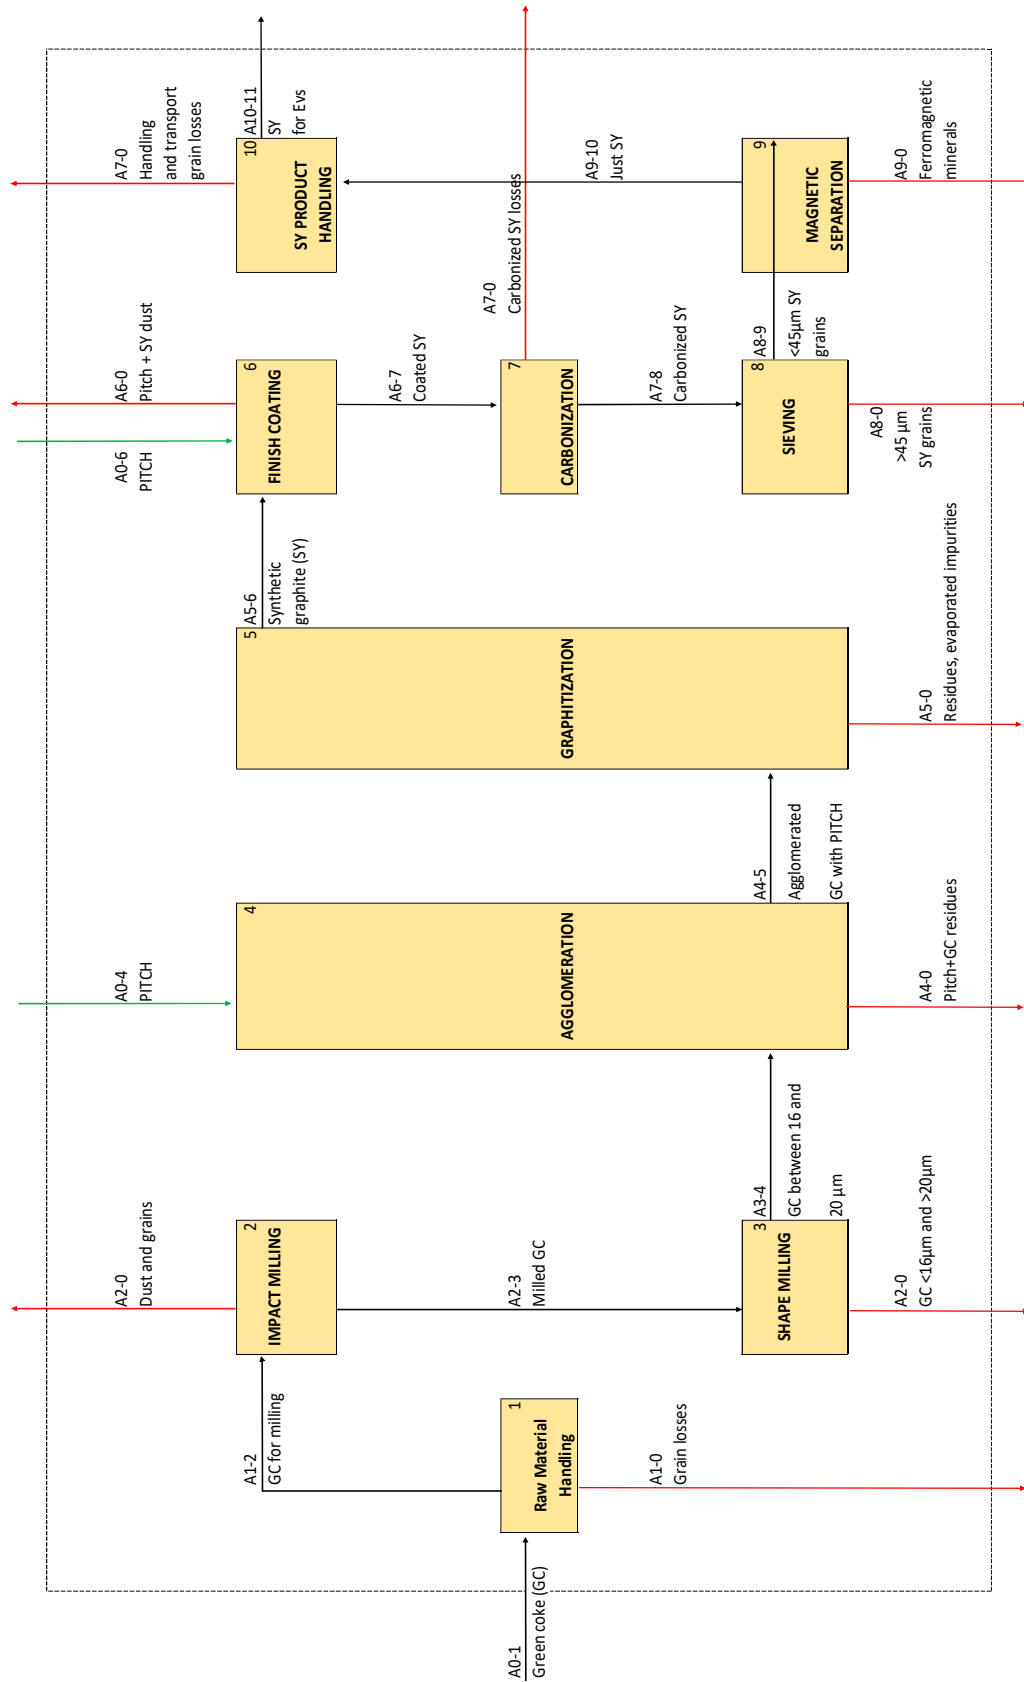 A0-1
Green coke (GC)
1
Raw Material
Handling
A1-0
Grain losses
A1-2
GC for milling
2
IMPACT MILLING
A2-0
Dust and grains
A2-3
Milled GC
3
SHAPE MILLING
A2-0
GC <16µm and >20µm
A3-4
GC between 16 and
20 µm
A0-4
PITCH
4
AGGLOMERATION
A4-0
Pitch+GC residues
A4-5
Agglomerated
GC with PITCH
5
GRAPHITIZATION
A5-0
Residues, evaporated impurities
A5-6
Synthetic
graphite (SY)
A0-6
PITCH
A6-0
Pitch + SY dust
6
FINISH COATING
A6-7
Coated SY
7
CARBONIZATION
A7-0
Carbonized SY losses
A7-8
Carbonized SY
8
SIEVING
A8-0
>45 µm
SY grains
A8-9
<45µm SY
grains
9
MAGNETIC
SEPARATION
A9-0
Ferromagnetic
minerals
A9-10
Just SY
10
SY PRODUCT
HANDLING
A7-0
Handling
and transport
grain losses
A10-11
SY
for Evs